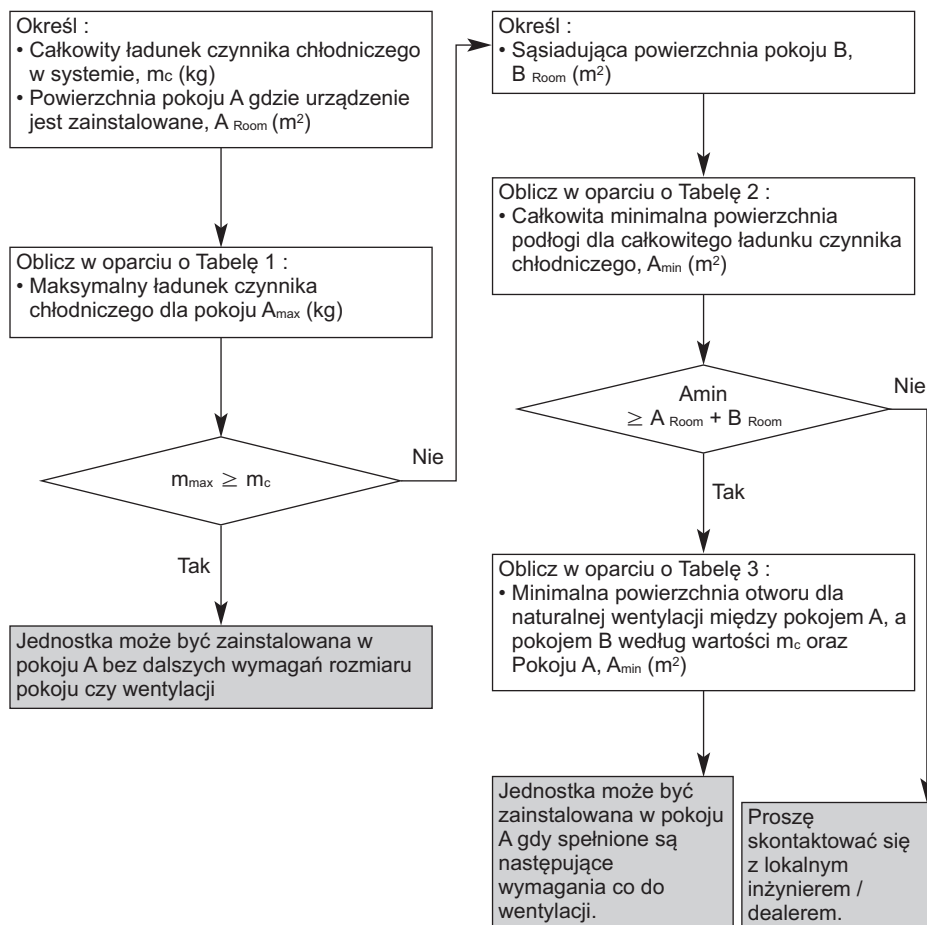 Określ :
• Całkowity ładunek czynnika chłodniczego
w systemie, mc (kg)
• Powierzchnia pokoju A gdzie urządzenie
jest zainstalowane, A Room (m²)
Oblicz w oparciu o Tabelę 1 :
• Maksymalny ładunek czynnika
chłodniczego dla pokoju Amax (kg)
mmax ≥ mc
Nie
Tak
Jednostka może być zainstalowana w
pokoju A bez dalszych wymagań rozmiaru
pokoju czy wentylacji
Określ :
• Sąsiadująca powierzchnia pokoju B,
B Room (m²)
Oblicz w oparciu o Tabelę 2 :
• Całkowita minimalna powierzchnia
podłogi dla całkowitego ładunku czynnika
chłodniczego, Amin (m²)
Amin
≥ A Room + B Room
Nie
Tak
Oblicz w oparciu o Tabelę 3 :
• Minimalna powierzchnia otworu dla
naturalnej wentylacji między pokojem A, a
pokojem B według wartości mc oraz
Pokoju A, Amin (m²)
Jednostka może być
zainstalowana w pokoju
A gdy spełnione są
następujące
wymagania co do
wentylacji.
Proszę
skontaktować się
z lokalnym
inżynierem /
dealerem.